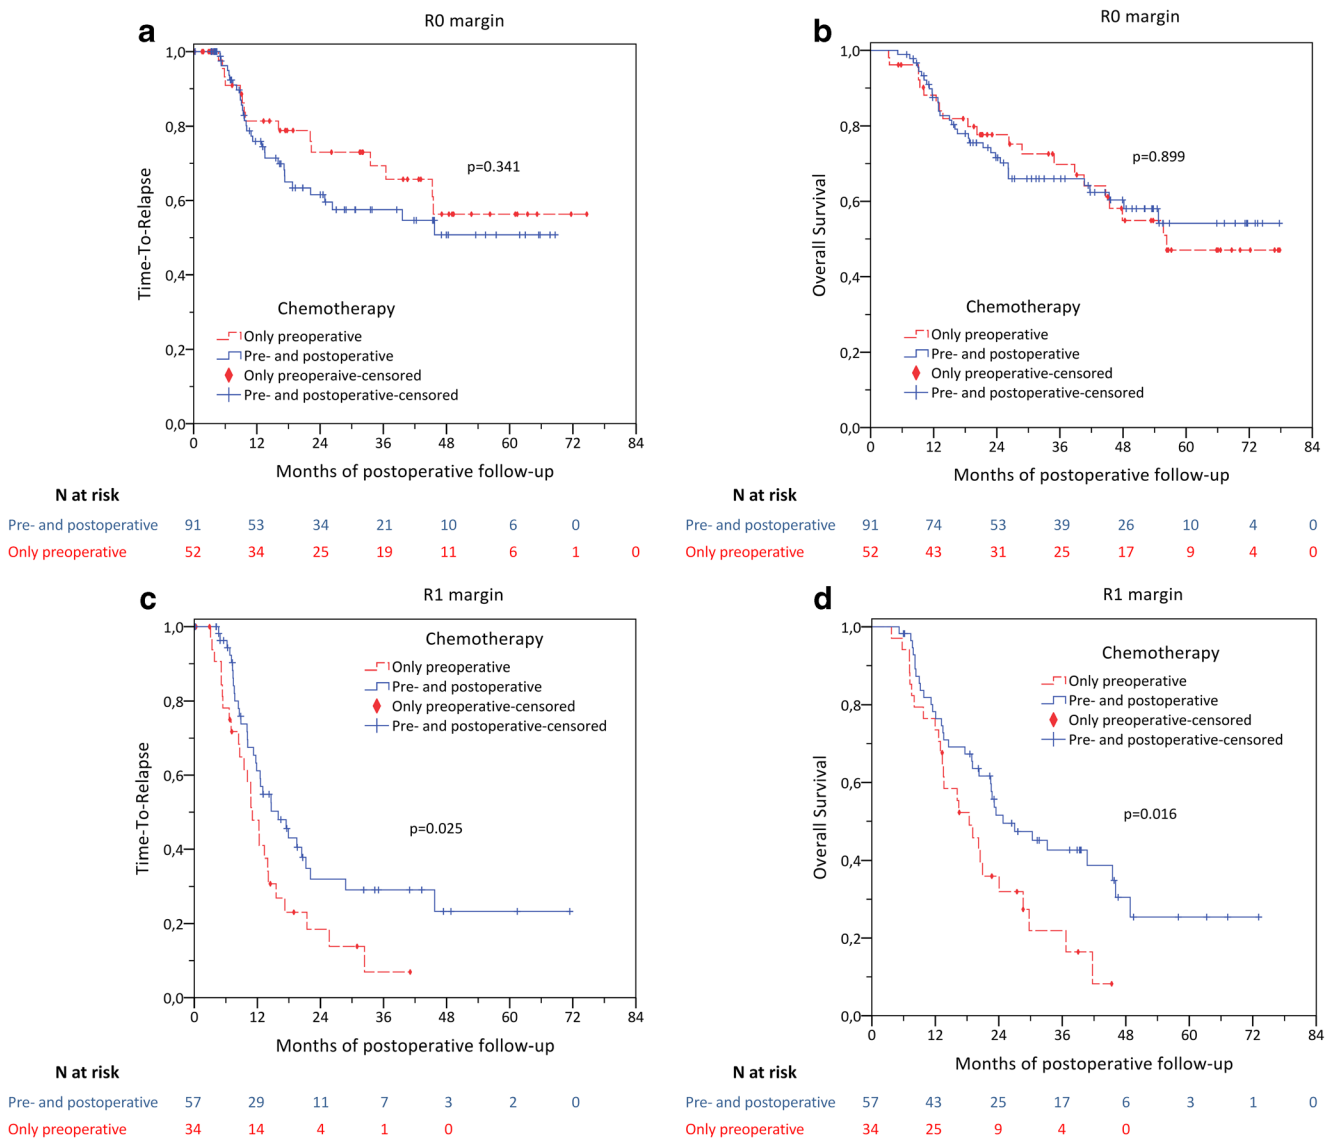 a
R0 margin
1,0
0,8
0,6
0,4
0,2
0,0
Time-To-Relapse
p=0.341
Chemotherapy
Only preoperative
Pre- and postoperative
Only preoperaive-censored
Pre- and postoperative-censored
0 12 24 36 48 60 72 84
Months of postoperative follow-up
N at risk
Pre- and postoperative 91 53 34 21 10 6 0
Only preoperative 52 34 25 19 11 6 1 0
b
R0 margin
1,0
0,8
0,6
0,4
0,2
0,0
Overall Survival
p=0.899
Chemotherapy
Only preoperative
Pre- and postoperative
Only preoperaive-censored
Pre- and postoperative-censored
0 12 24 36 48 60 72 84
Months of postoperative follow-up
N at risk
Pre- and postoperative 91 74 53 39 26 10 4 0
Only preoperative 52 43 31 25 17 9 4 0
c
R1 margin
1,0
0,8
0,6
0,4
0,2
0,0
Time-To-Relapse
Chemotherapy
Only preoperative
Pre- and postoperative
Only preoperative-censored
Pre- and postoperative-censored
p=0.025
0 12 24 36 48 60 72 84
Months of postoperative follow-up
N at risk
Pre- and postoperative 57 29 11 7 3 2 0
Only preoperative 34 14 4 1 0
d
R1 margin
1,0
0,8
0,6
0,4
0,2
0,0
Overall Survival
Chemotherapy
Only preoperative
Pre- and postoperative
Only preoperative-censored
Pre- and postoperative-censored
p=0.016
0 12 24 36 48 60 72 84
Months of postoperative follow-up
N at risk
Pre- and postoperative 57 43 25 17 6 3 1 0
Only preoperative 34 25 9 4 0